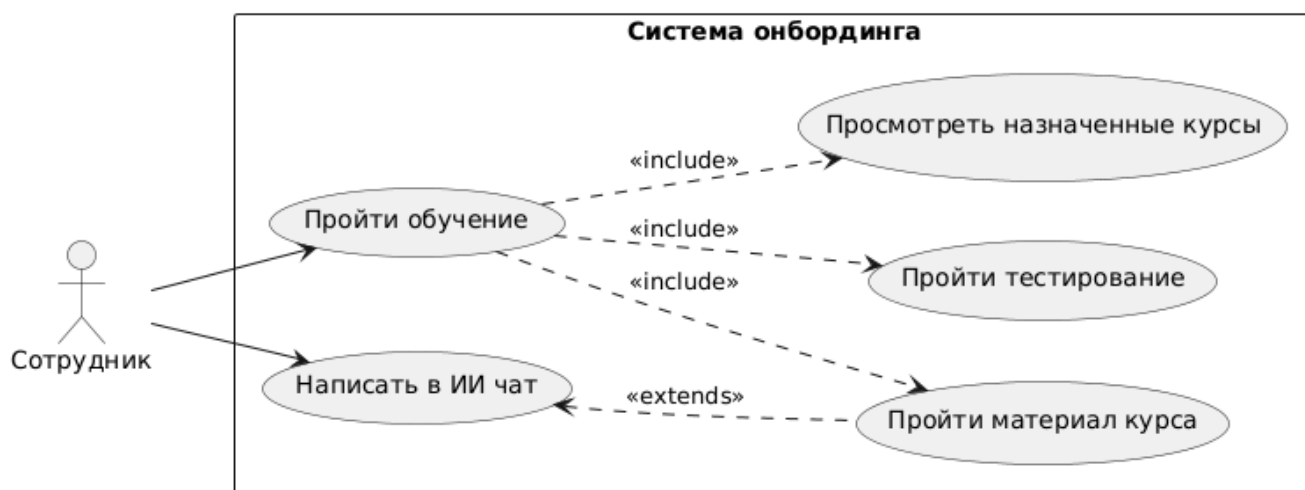 Система онбординга
Просмотреть назначенные курсы
«include»
Пройти обучение
«include»
Пройти тестирование
«include»
Сотрудник
Написать в ИИ чат
«extends»
Пройти материал курса